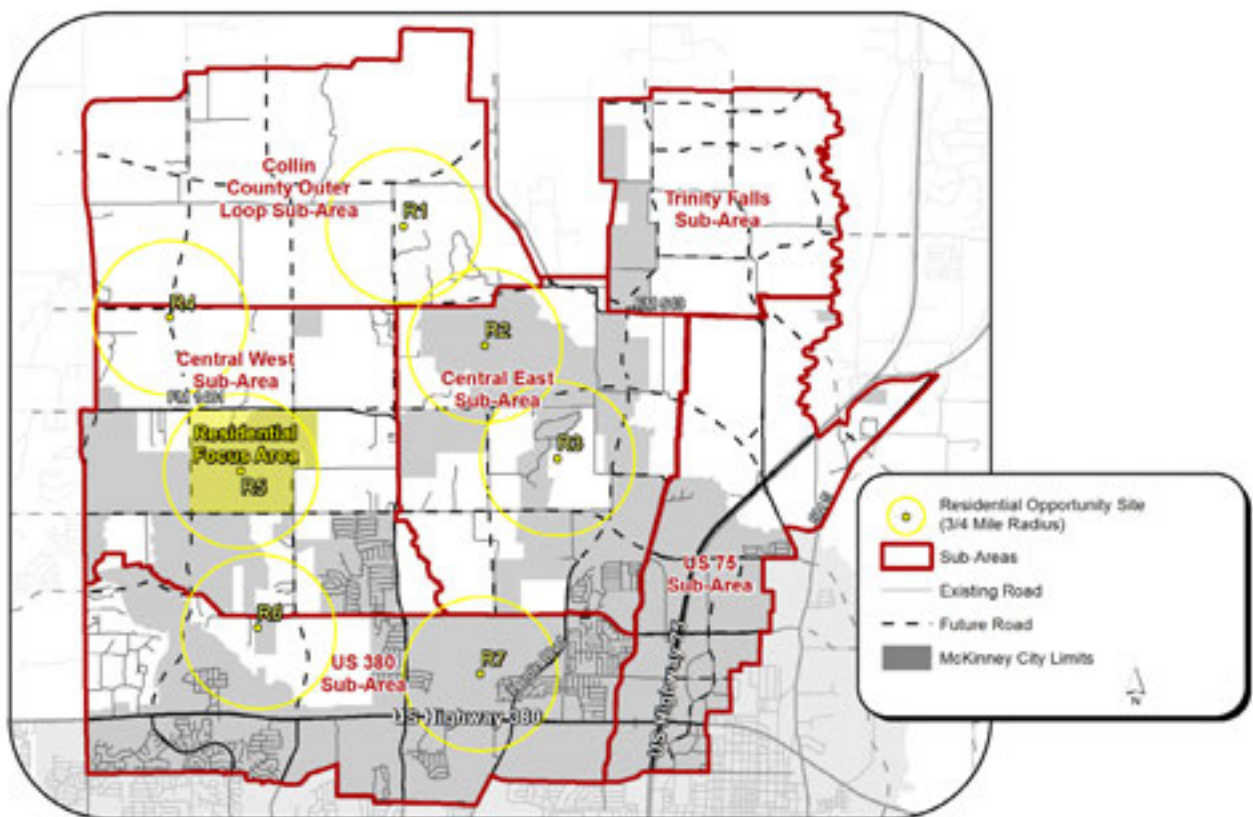 Collin
County Outer
Loop Sub-Area
R1
Trinity Falls
Sub-Area
R4
R2
Central West
Sub-Area
Central East
Sub-Area
Residential
Focus Area
R5
R3
US 75
Sub-Area
R6
R7
US 380
Sub-Area
US Highway 380
Residential Opportunity Site
(3/4 Mile Radius)
Sub-Areas
Existing Road
Future Road
McKinney City Limits
N